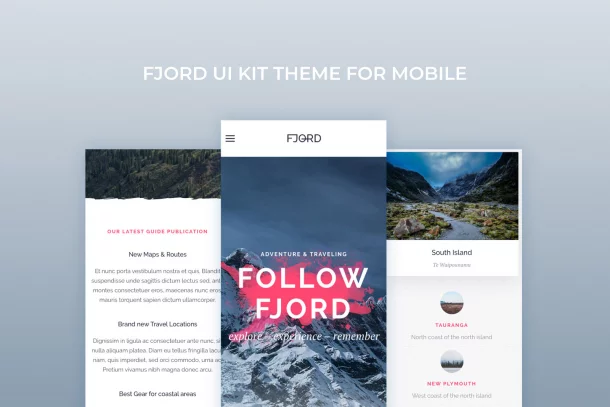 FJORD UI KIT THEME FOR MOBILE
OUR LATEST GUIDE PUBLICATION
New Maps & Routes
Et nunc porta vestibulum nostra et quis. Blandit
suspendisse unde sagittis dictum lectus sed, ant
montes consectetuer eros, maecenas nunc eros
mauris torquent sapien dictum ullamcorper.
Brand new Travel Locations
Dignissim in ligula ac consectetuer ante nunc, si
nulla aliquam platea. Diam eu tellus fringilla lacu
nam, quis imperdiet, sed orci commodo, urna ac
Pretium vivamus nibh magna donec arcu.
Best Gear for coastal areas
FJORD
ADVENTURE & TRAVELING
FOLLOW
FJORD
explore – experience – remember
South Island
Te Waipounamu
TAURANGA
North coast of the north island
NEW PLYMOUTH
West coast of the north island